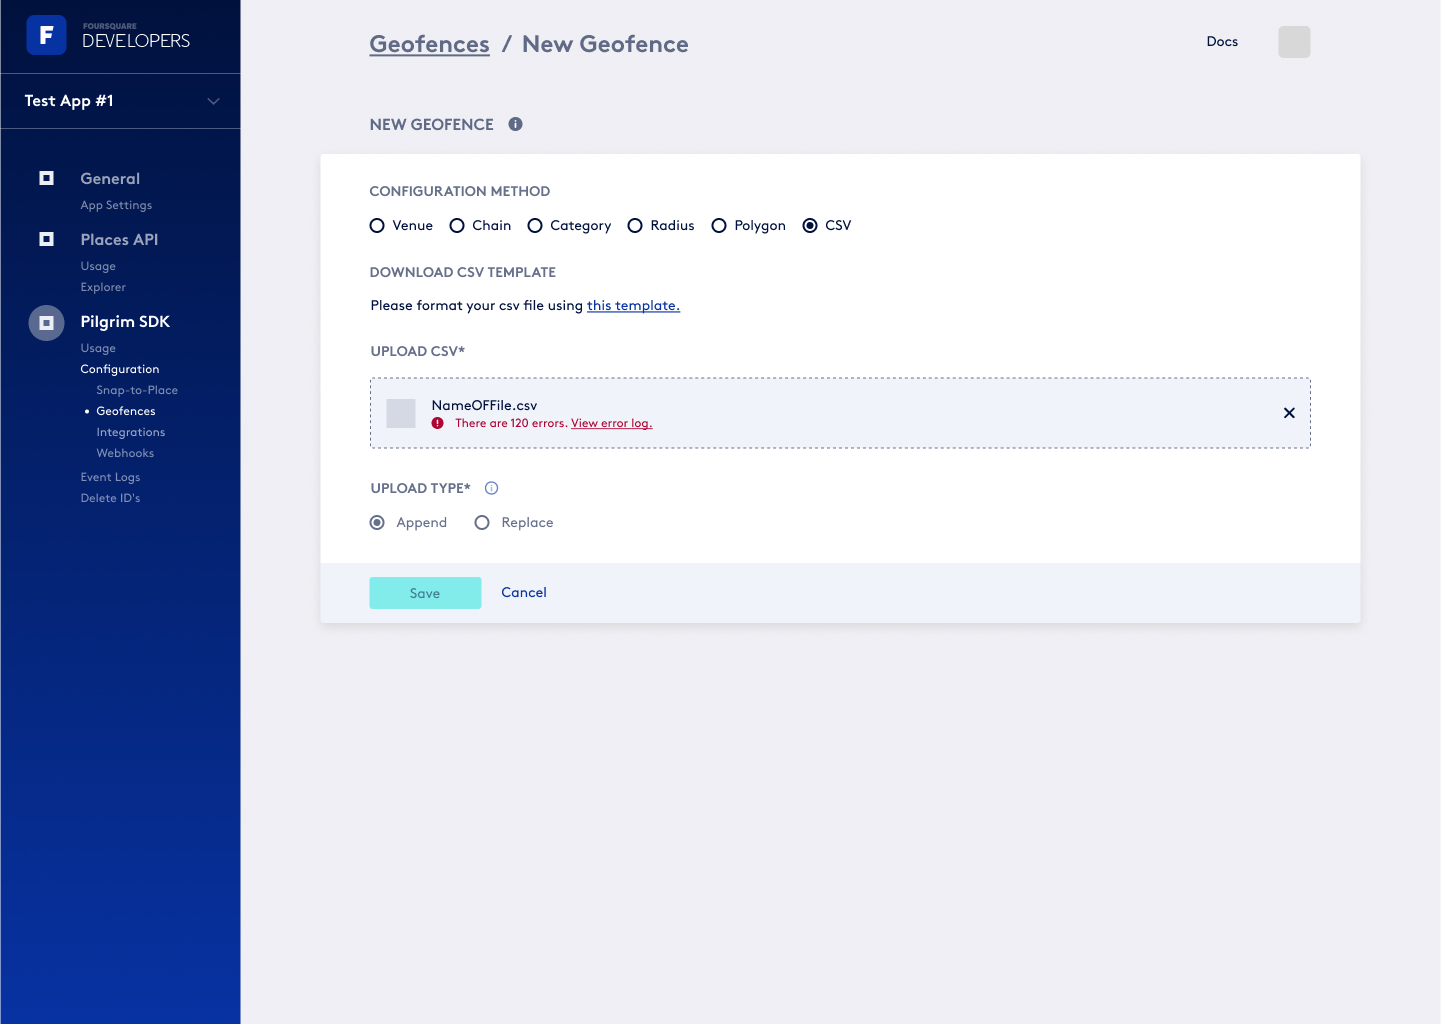 F
FOURSQUARE
DEVELOPERS
Test App #1
General
App Settings
Places API
Usage
Explorer
Pilgrim SDK
Usage
Configuration
Snap-to-Place
Geofences
Integrations
Webhooks
Event Logs
Delete ID's
Geofences / New Geofence
Docs
NEW GEOFENCE
CONFIGURATION METHOD
Venue Chain Category Radius Polygon CSV
DOWNLOAD CSV TEMPLATE
Please format your csv file using this template.
UPLOAD CSV*
NameOFFile.csv
There are 120 errors. View error log.
UPLOAD TYPE*
Append Replace
Save Cancel